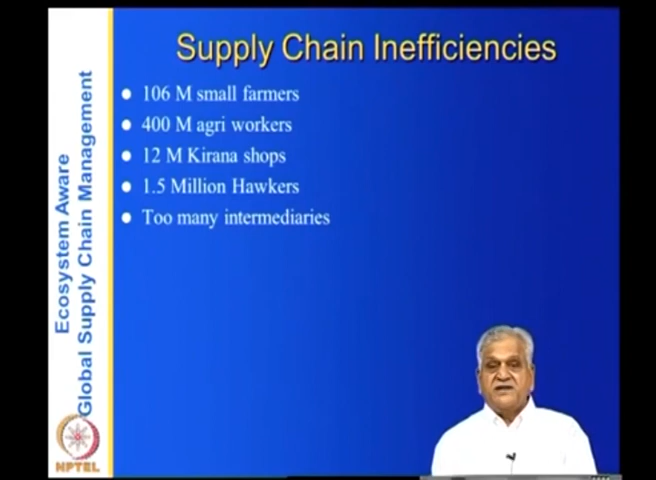 Supply Chain Inefficiencies
106 M small farmers
400 M agri workers
12 M Kirana shops
1.5 Million Hawkers
Too many intermediaries
Ecosystem Aware
Global Supply Chain Management
NPTEL